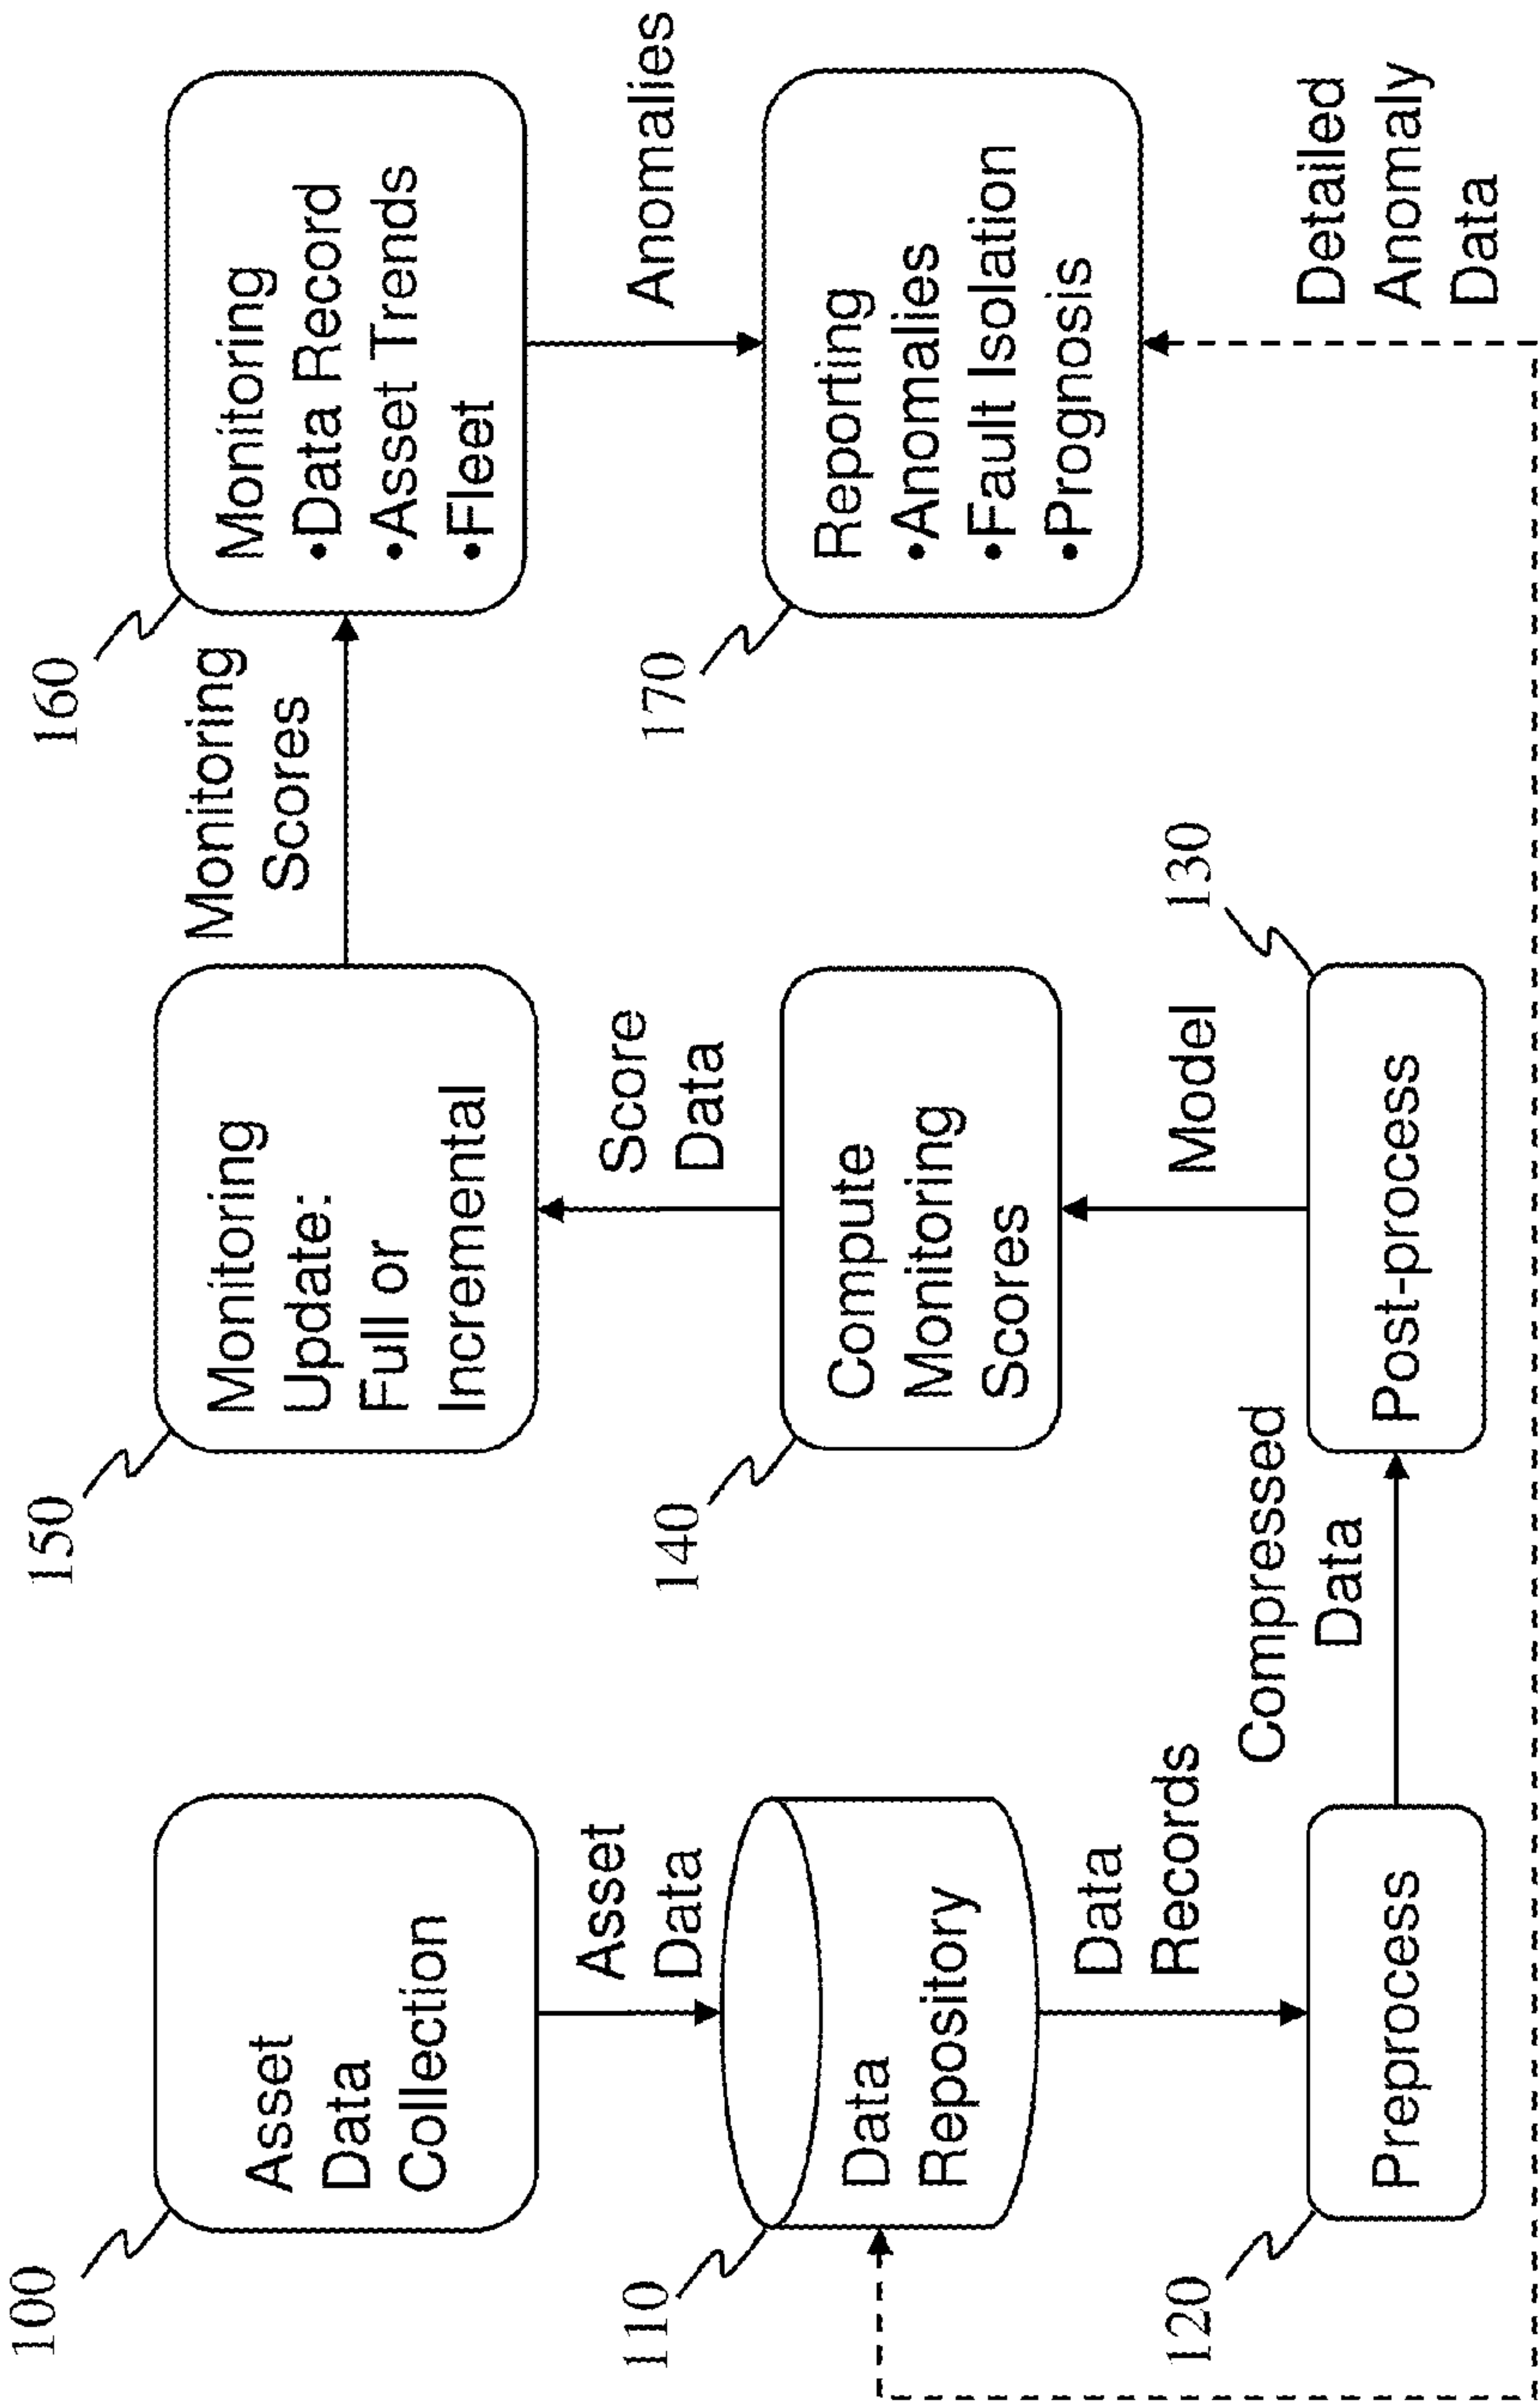 100
Asset
Data
Collection
Asset
Data
110
Data
Repository
Data
Records
120
Preprocess
Compressed
Data
130
Post-process
Model
140
Compute
Monitoring
Scores
Score
Data
150
Monitoring
Update:
Full or
Incremental
Monitoring
Scores
160
Monitoring
•Data Record
•Asset Trends
•Fleet
Anomalies
170
Reporting
•Anomalies
•Fault Isolation
•Prognosis
Detailed
Anomaly
Data